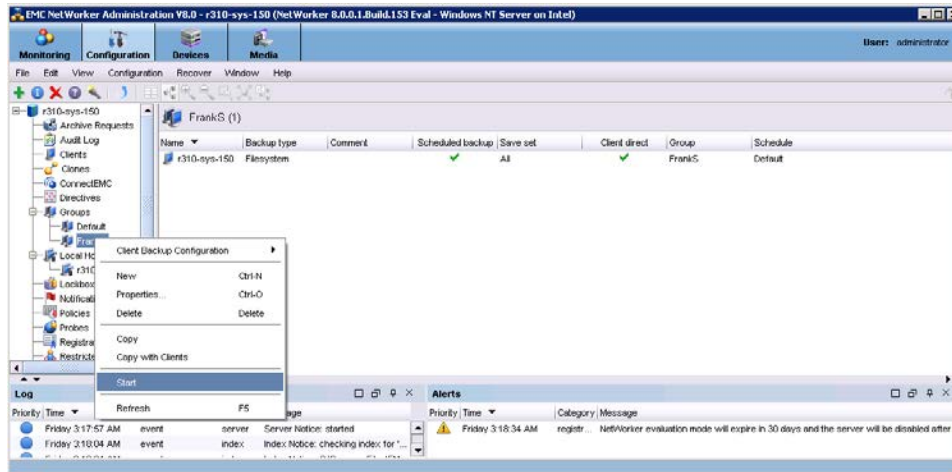 EMC NetWorker Administration V8.0 - r310-sys-150 (NetWorker 8.0.0.1.Build.153 Eval - Windows NT Server on Intel)
Monitoring Configuration Devices Media
User: administrator
File Edit View Configuration Recover Window Help
r310-sys-150
Archive Requests
Audit Log
Clients
Clones
ConnectEMC
Directives
Groups
Default
Local Ho
r310
Lockbox
Notificati
Policies
Probes
Registra
Restricte
FrankS (1)
Name Backup type Comment Scheduled backup Save set Client direct Group Schedule
r310-sys-150 Filesystem All FrankS Default
Client Backup Configuration
New Ctrl-N
Properties... Ctrl-O
Delete Delete
Copy
Copy with Clients
Start
Refresh F5
Log
Priority Time age
Friday 3:17:57 AM event server Server Notice: started
Friday 3:18:04 AM event index Index Notice: checking index for '...
Alerts
Priority Time Category Message
Friday 3:18:34 AM registr... NetWorker evaluation mode will expire in 30 days and the server will be disabled after